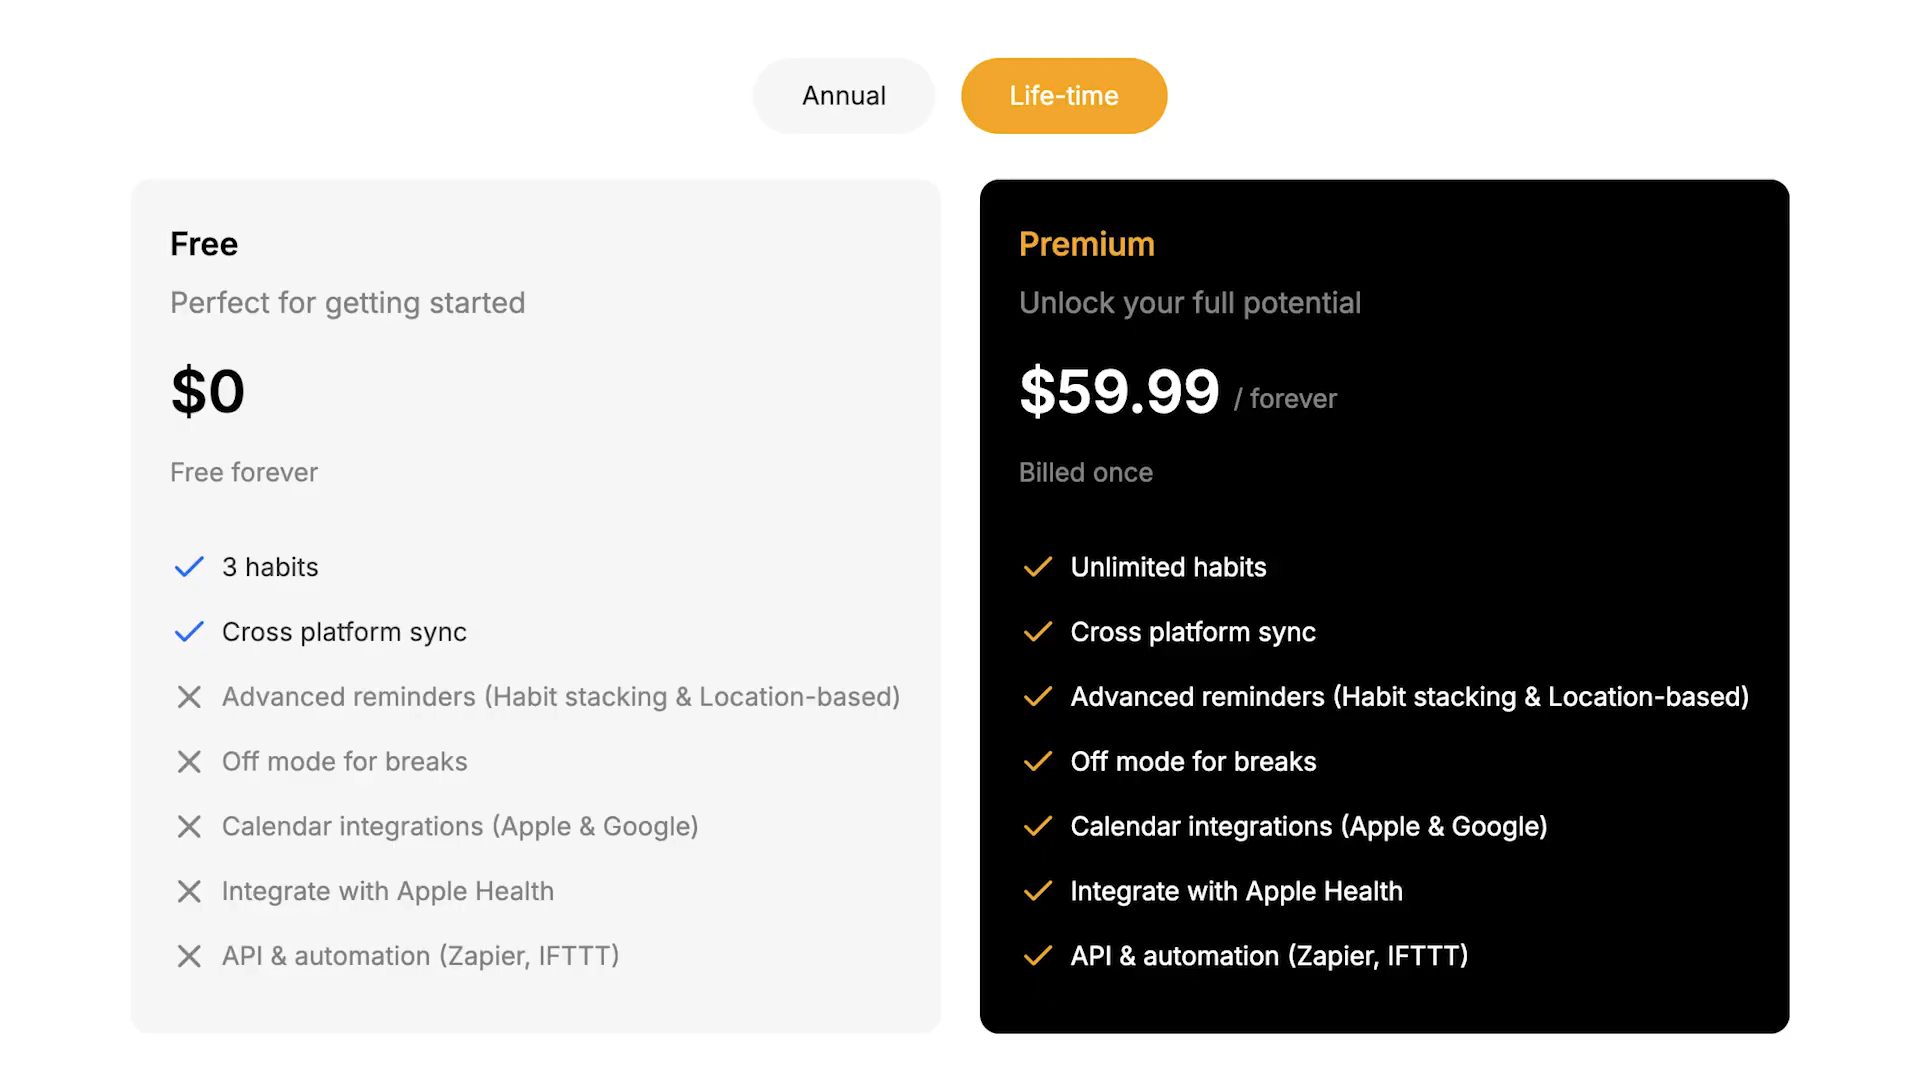 Annual
Life-time
Free
Perfect for getting started
$0
Free forever
3 habits
Cross platform sync
Advanced reminders (Habit stacking & Location-based)
Off mode for breaks
Calendar integrations (Apple & Google)
Integrate with Apple Health
API & automation (Zapier, IFTTT)
Premium
Unlock your full potential
$59.99 / forever
Billed once
Unlimited habits
Cross platform sync
Advanced reminders (Habit stacking & Location-based)
Off mode for breaks
Calendar integrations (Apple & Google)
Integrate with Apple Health
API & automation (Zapier, IFTTT)